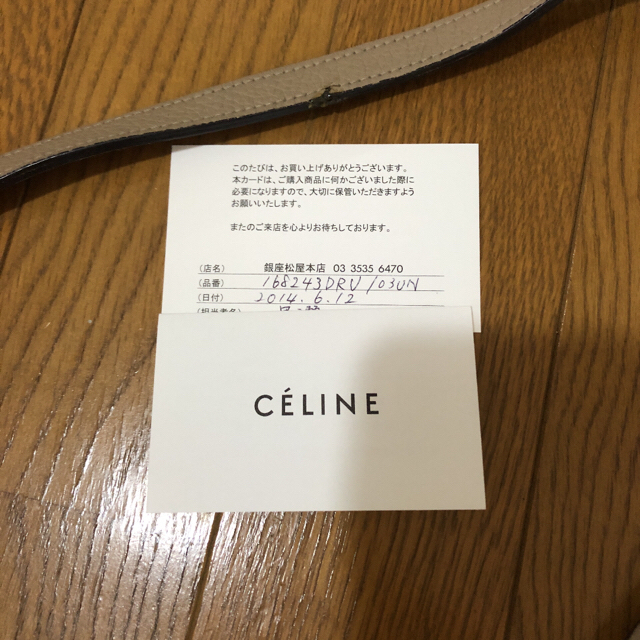 このたびは、お買い上げありがとうございます。
本カードは、ご購入商品に何かございました際に
必要になりますので、大切に保管いただきますよう
お願いいたします。
またのご来店を心よりお待ちしております。
(店名) 銀座松屋本店 03 3535 6470
(品番) 168243DRU/03UN
(日付) 2014.6.12
(担当者名)
CÉLINE